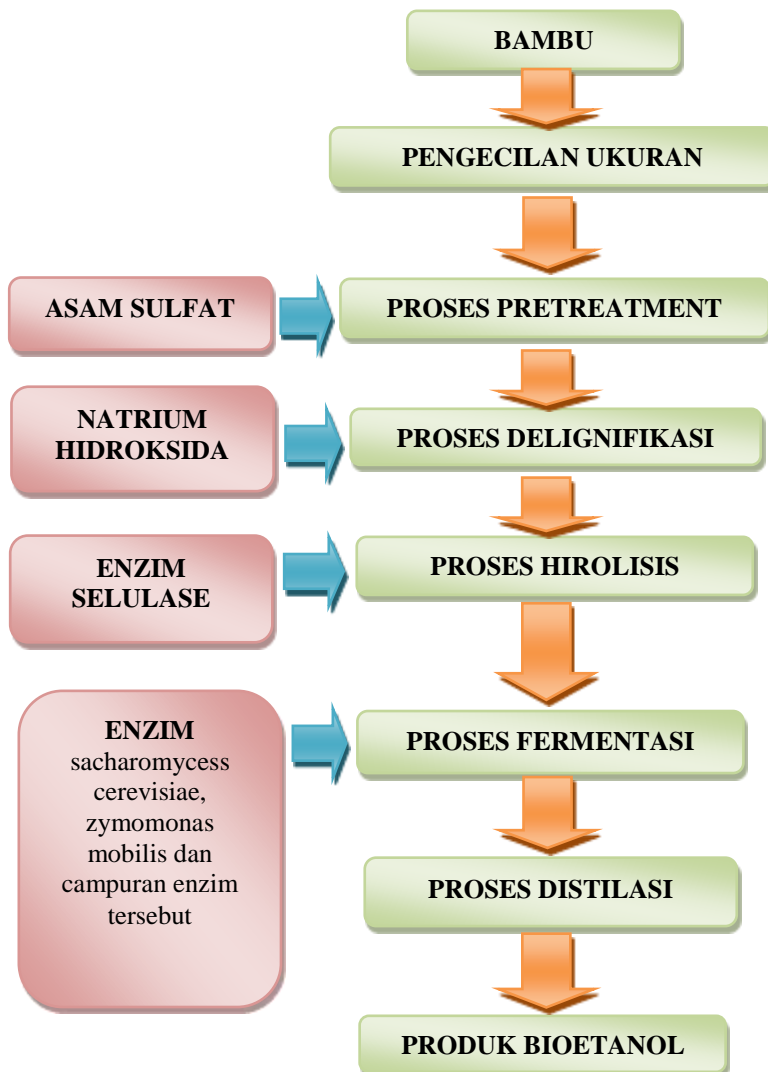 BAMBU
PENGECILAN UKURAN
ASAM SULFAT
PROSES PRETREATMENT
NATRIUM
HIDROKSIDA
PROSES DELIGNIFIKASI
ENZIM
SELULASE
PROSES HIROLISIS
ENZIM
sacharomycess
cerevisiae,
zymomonas
mobilis dan
campuran enzim
tersebut
PROSES FERMENTASI
PROSES DISTILASI
PRODUK BIOETANOL